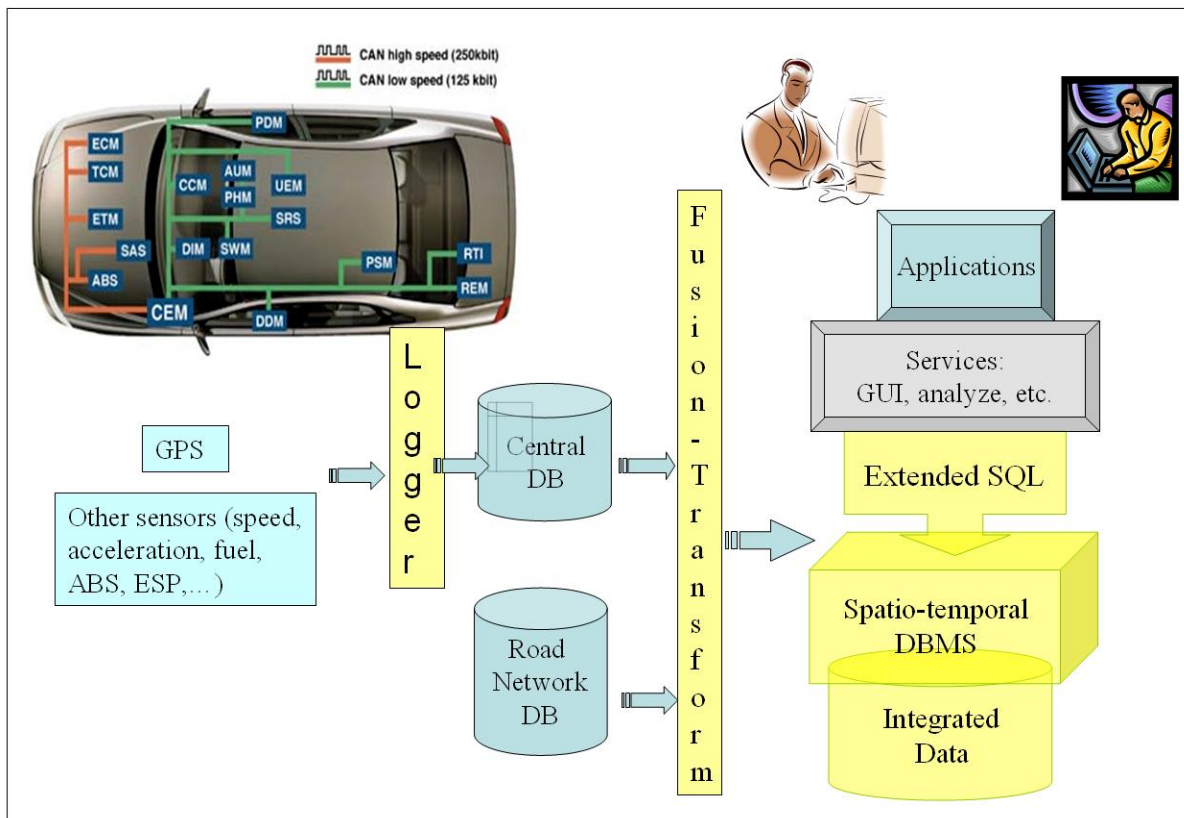 CAN high speed (250kbit)
CAN low speed (125 kbit)
PDM
ECM
TCM
AUM
CCM
UEM
PHM
ETM
SRS
SAS
DIM
SWM
RTI
PSM
ABS
REM
CEM
DDM
Logger
GPS
Other sensors (speed,
acceleration, fuel,
ABS, ESP,... )
Central
DB
Road
Network
DB
Fusion-Transform
Applications
Services:
GUI, analyze, etc.
Extended SQL
Spatio-temporal
DBMS
Integrated
Data